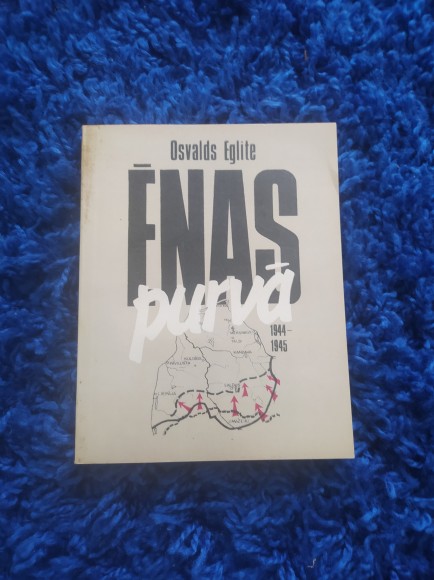 Osvalds Eglīte
ĒNAS
purvā
1944–
1945